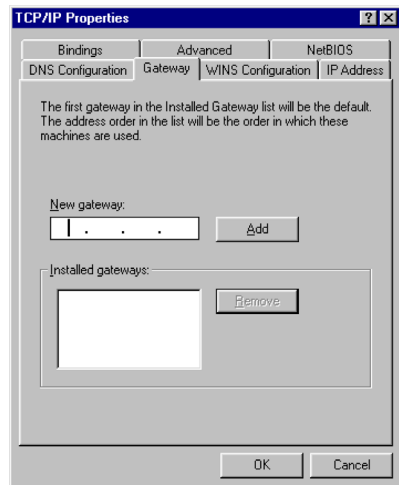 TCP/IP Properties
Bindings Advanced NetBIOS
DNS Configuration Gateway WINS Configuration IP Address
The first gateway in the Installed Gateway list will be the default.
The address order in the list will be the order in which these
machines are used.
New gateway:
. . . Add
Installed gateways:
Remove
OK Cancel